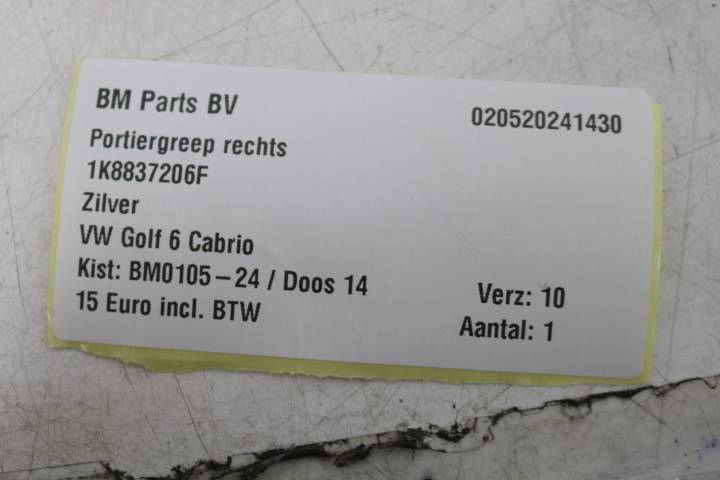 BM Parts BV
020520241430
Portiergreep rechts
1K8837206F
Zilver
VW Golf 6 Cabrio
Kist: BM0105-24 / Doos 14
Verz: 10
15 Euro incl. BTW
Aantal: 1